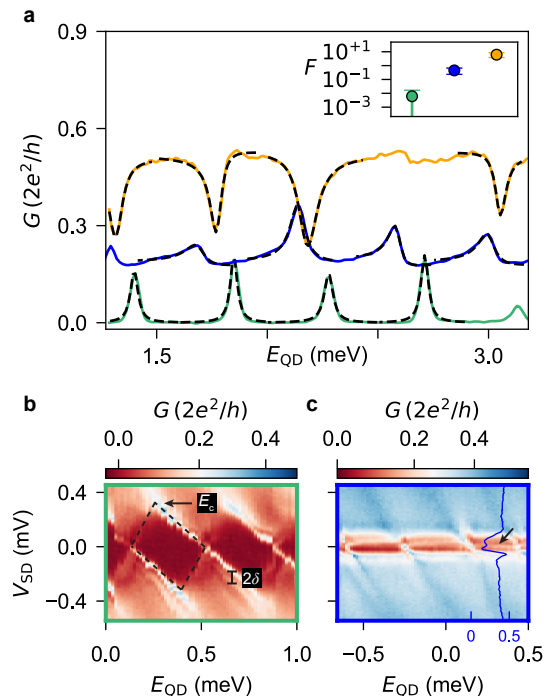 a
G (2e²/h)
0.9
0.6
0.3
0.0
F
10⁺¹
10⁻¹
10⁻³
1.5
3.0
E_QD (meV)
b
G (2e²/h)
0.0
0.2
0.4
c
G (2e²/h)
0.0
0.2
0.4
V_SD (mV)
0.4
0.0
−0.4
E_c
2δ
0.0
0.5
1.0
E_QD (meV)
0
0.5
−0.5
0.0
0.5
E_QD (meV)